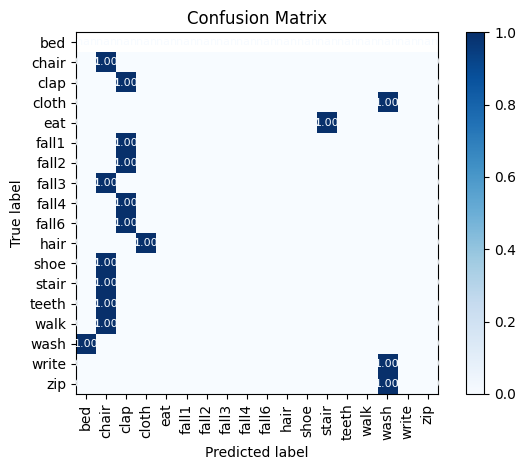 Confusion Matrix
True label
bed
chair 1.00
clap 1.00
cloth 1.00
eat 1.00
fall1 1.00
fall2 1.00
fall3 1.00
fall4 1.00
fall6 1.00
hair 1.00
shoe 1.00
stair 1.00
teeth 1.00
walk 1.00
wash 1.00
write 1.00
zip 1.00
bed chair clap cloth eat fall1 fall2 fall3 fall4 fall6 hair shoe stair teeth walk wash write zip
Predicted label
1.0
0.8
0.6
0.4
0.2
0.0